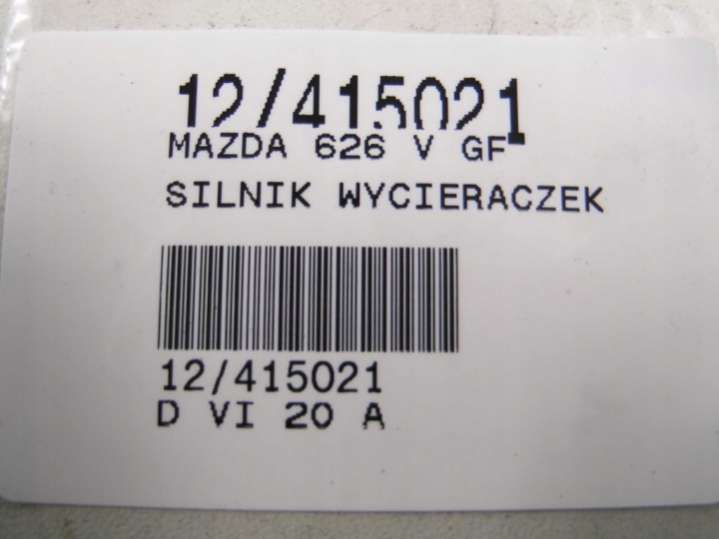 12/415021
MAZDA 626 V GF
SILNIK WYCIERACZEK
12/415021
D VI 20 A